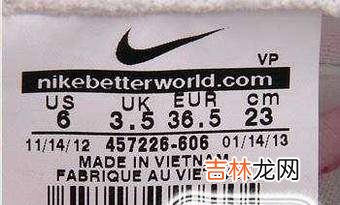 VP
nikebetterworld.com
US UK EUR cm
6 3.5 36.5 23
11/14/12 457226-606 01/14/13
MADE IN VIETNAM
FABRIQUE AU VIE
吉林龙网